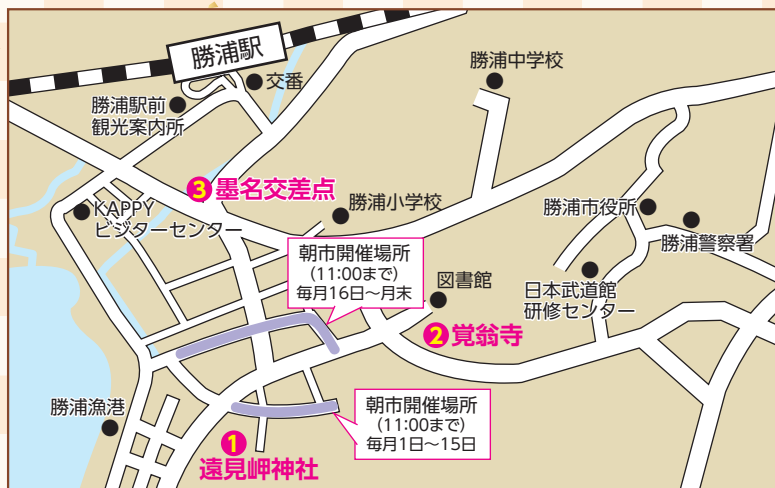 勝浦駅
交番
勝浦駅前
観光案内所
勝浦中学校
3 墨名交差点
KAPPY
ビジターセンター
勝浦小学校
勝浦市役所
勝浦警察署
朝市開催場所
(11:00まで)
毎月16日〜月末
図書館
日本武道館
研修センター
2 覚翁寺
勝浦漁港
朝市開催場所
(11:00まで)
毎月1日〜15日
1
遠見岬神社